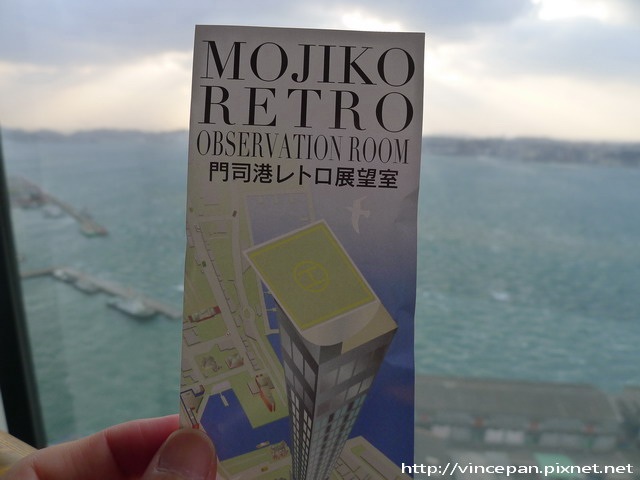 MOJIKO
RETRO
OBSERVATION ROOM
門司港レトロ展望室
H
http://vincepan.pixnet.net